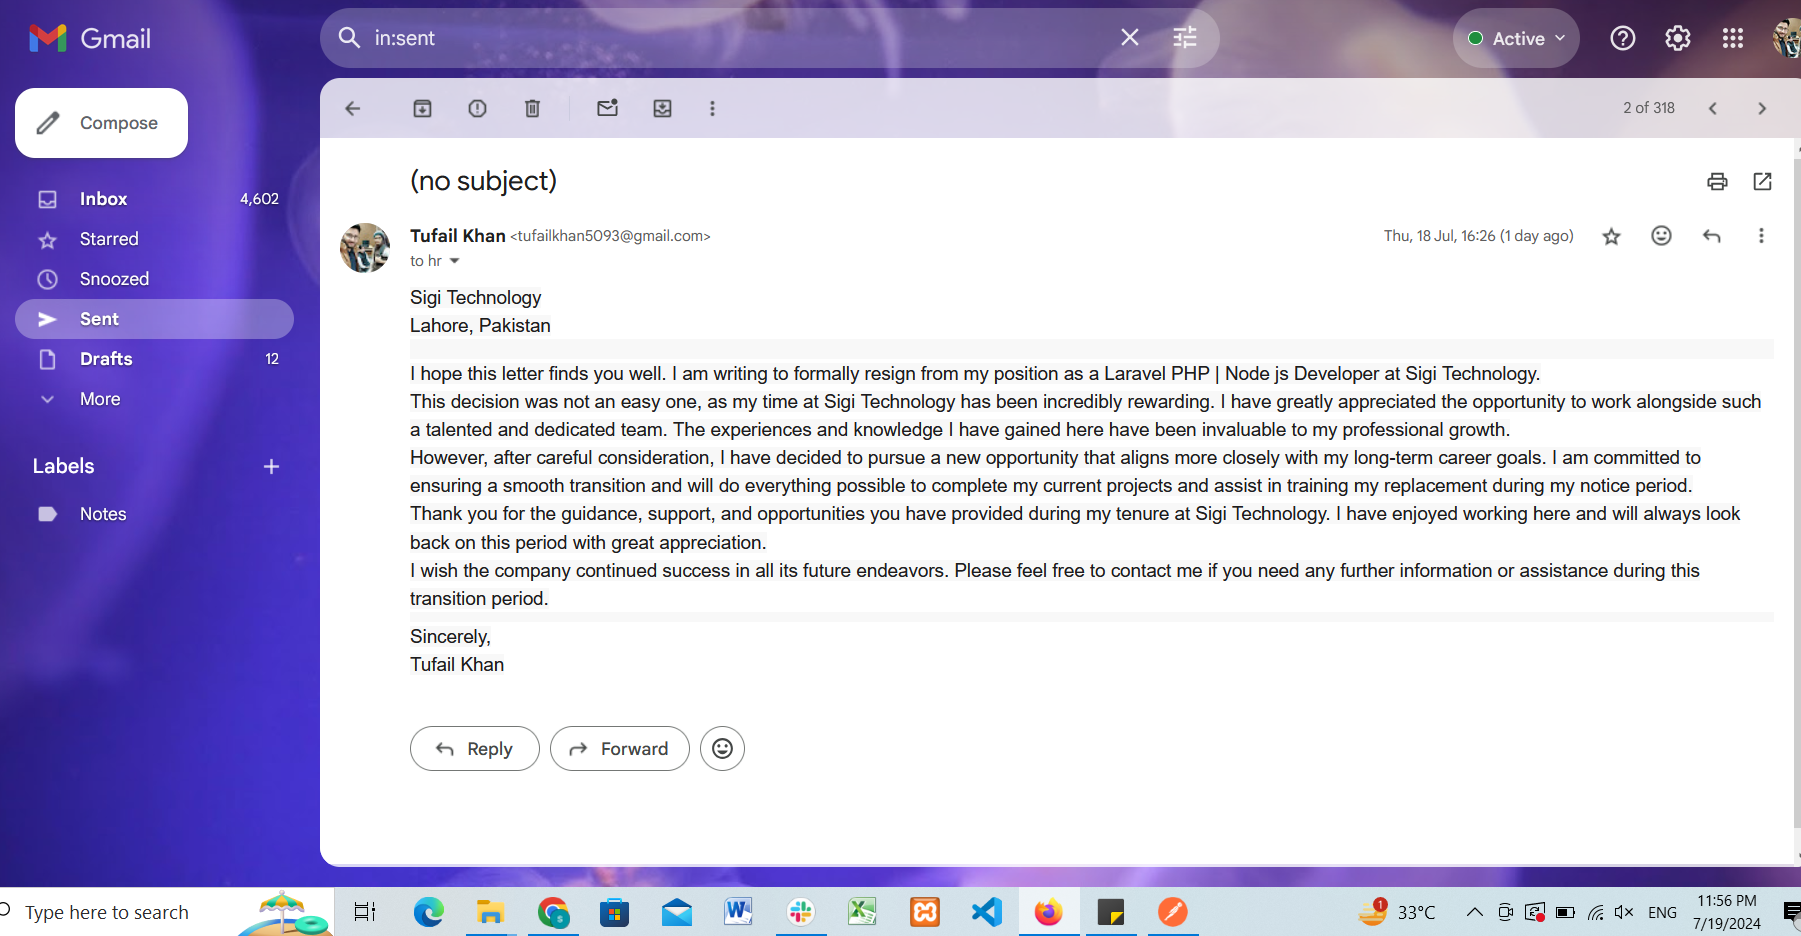 Gmail
in:sent
Active
Compose
2 of 318
Inbox 4,602
Starred
Snoozed
Sent
Drafts 12
More
Labels
Notes
(no subject)
Tufail Khan <tufailkhan5093@gmail.com>
Thu, 18 Jul, 16:26 (1 day ago)
to hr
Sigi Technology
Lahore, Pakistan
I hope this letter finds you well. I am writing to formally resign from my position as a Laravel PHP | Node js Developer at Sigi Technology.
This decision was not an easy one, as my time at Sigi Technology has been incredibly rewarding. I have greatly appreciated the opportunity to work alongside such
a talented and dedicated team. The experiences and knowledge I have gained here have been invaluable to my professional growth.
However, after careful consideration, I have decided to pursue a new opportunity that aligns more closely with my long-term career goals. I am committed to
ensuring a smooth transition and will do everything possible to complete my current projects and assist in training my replacement during my notice period.
Thank you for the guidance, support, and opportunities you have provided during my tenure at Sigi Technology. I have enjoyed working here and will always look
back on this period with great appreciation.
I wish the company continued success in all its future endeavors. Please feel free to contact me if you need any further information or assistance during this
transition period.
Sincerely,
Tufail Khan
Reply
Forward
Type here to search
1
33°C
ENG
11:56 PM
7/19/2024